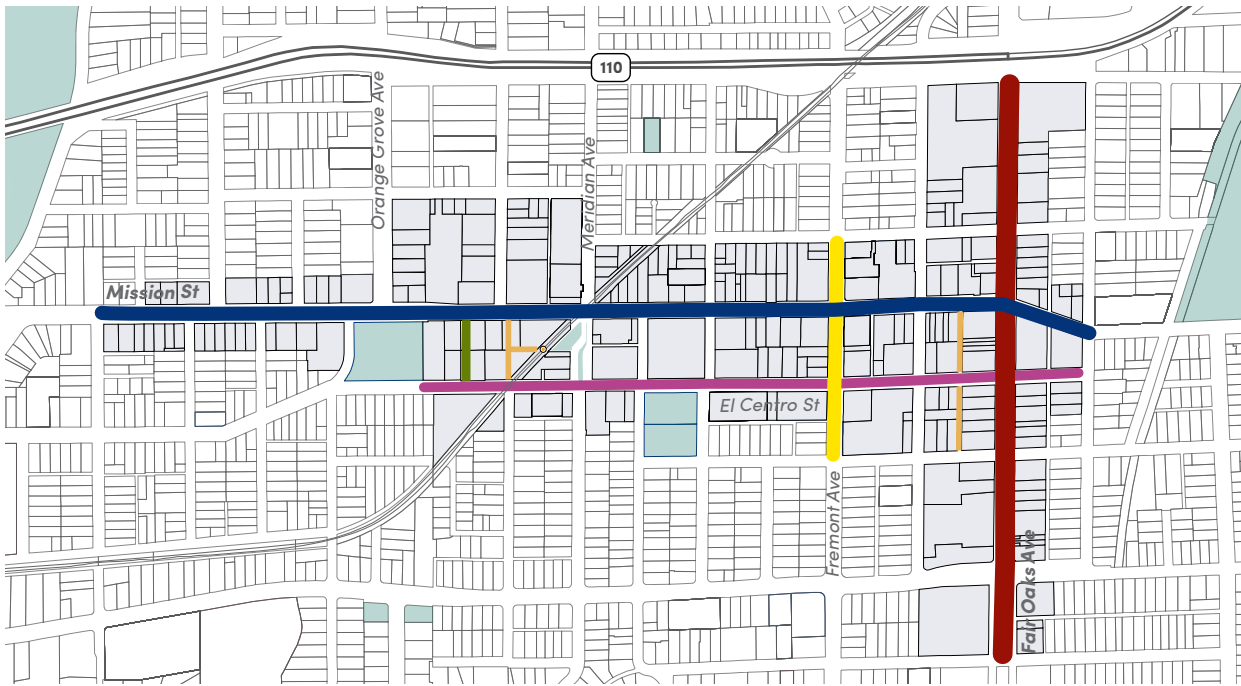 110
Orange Grove Ave
Meridian Ave
Mission St
El Centro St
Fremont Ave
Fair Oaks Ave